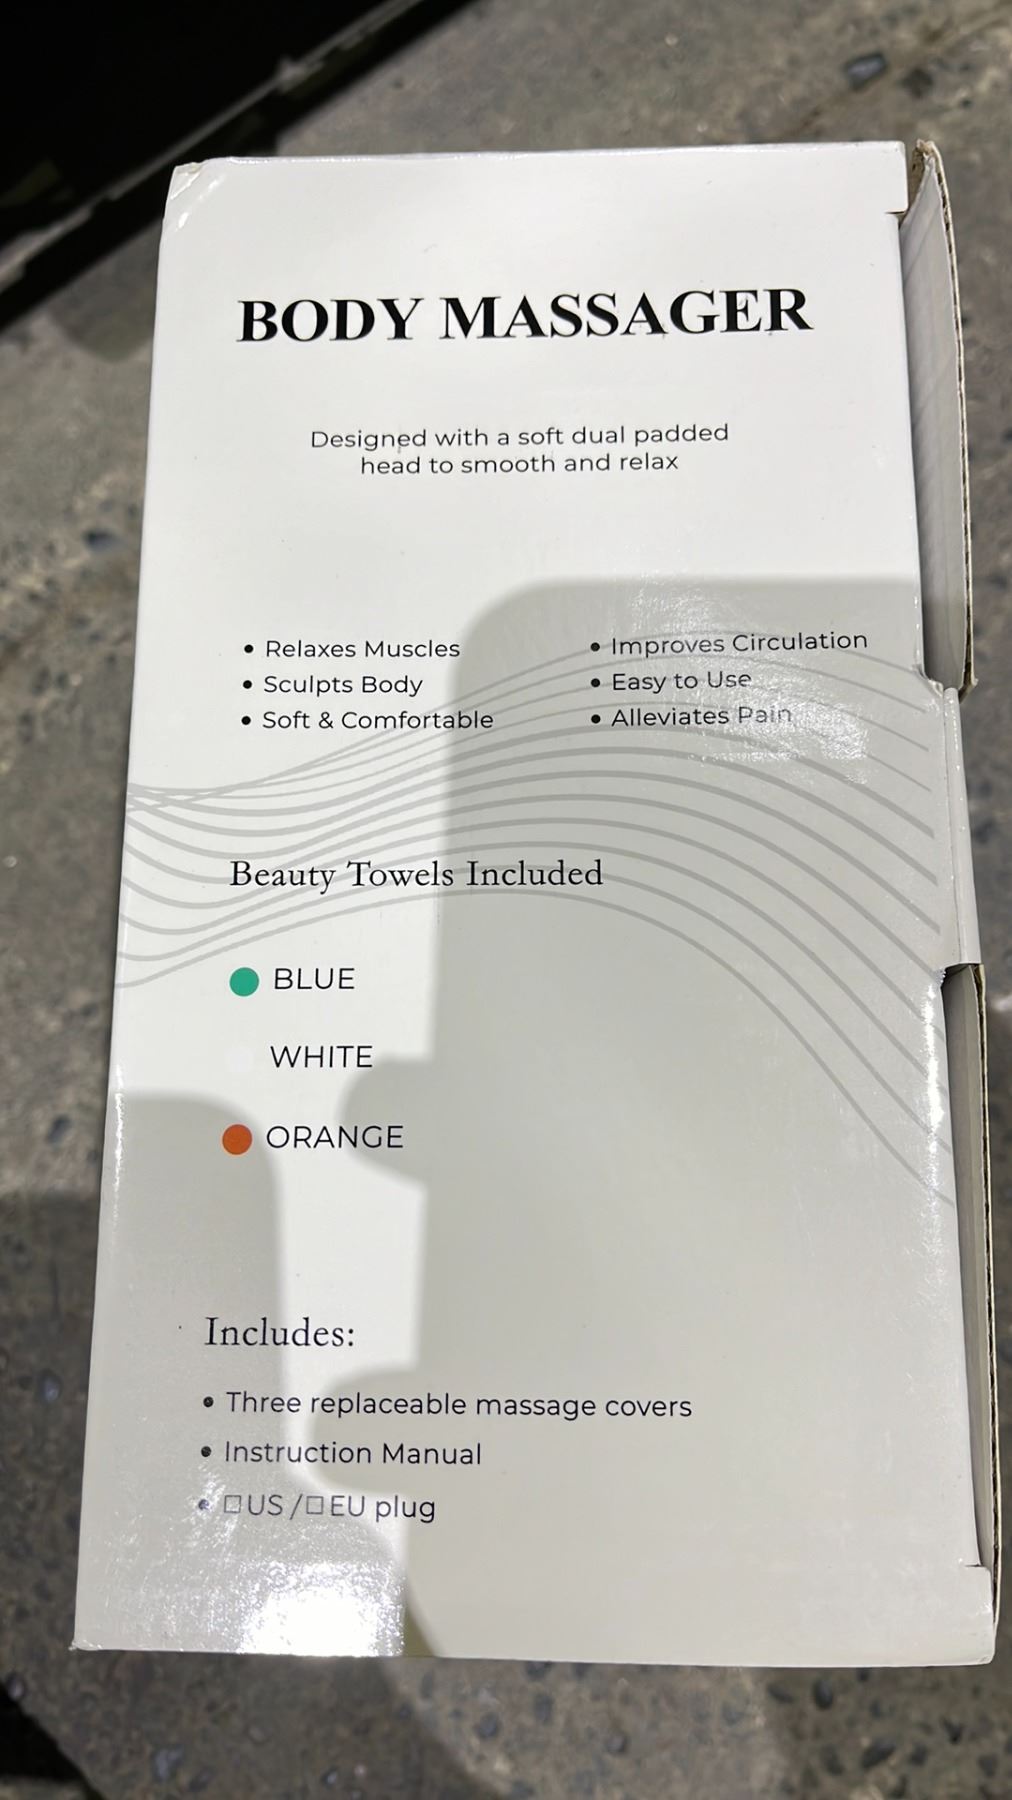 BODY MASSAGER
Designed with a soft dual padded
head to smooth and relax
• Relaxes Muscles
• Sculpts Body
• Soft & Comfortable
• Improves Circulation
• Easy to Use
• Alleviates Pain
Beauty Towels Included
BLUE
WHITE
ORANGE
Includes:
• Three replaceable massage covers
• Instruction Manual
• □US /□EU plug